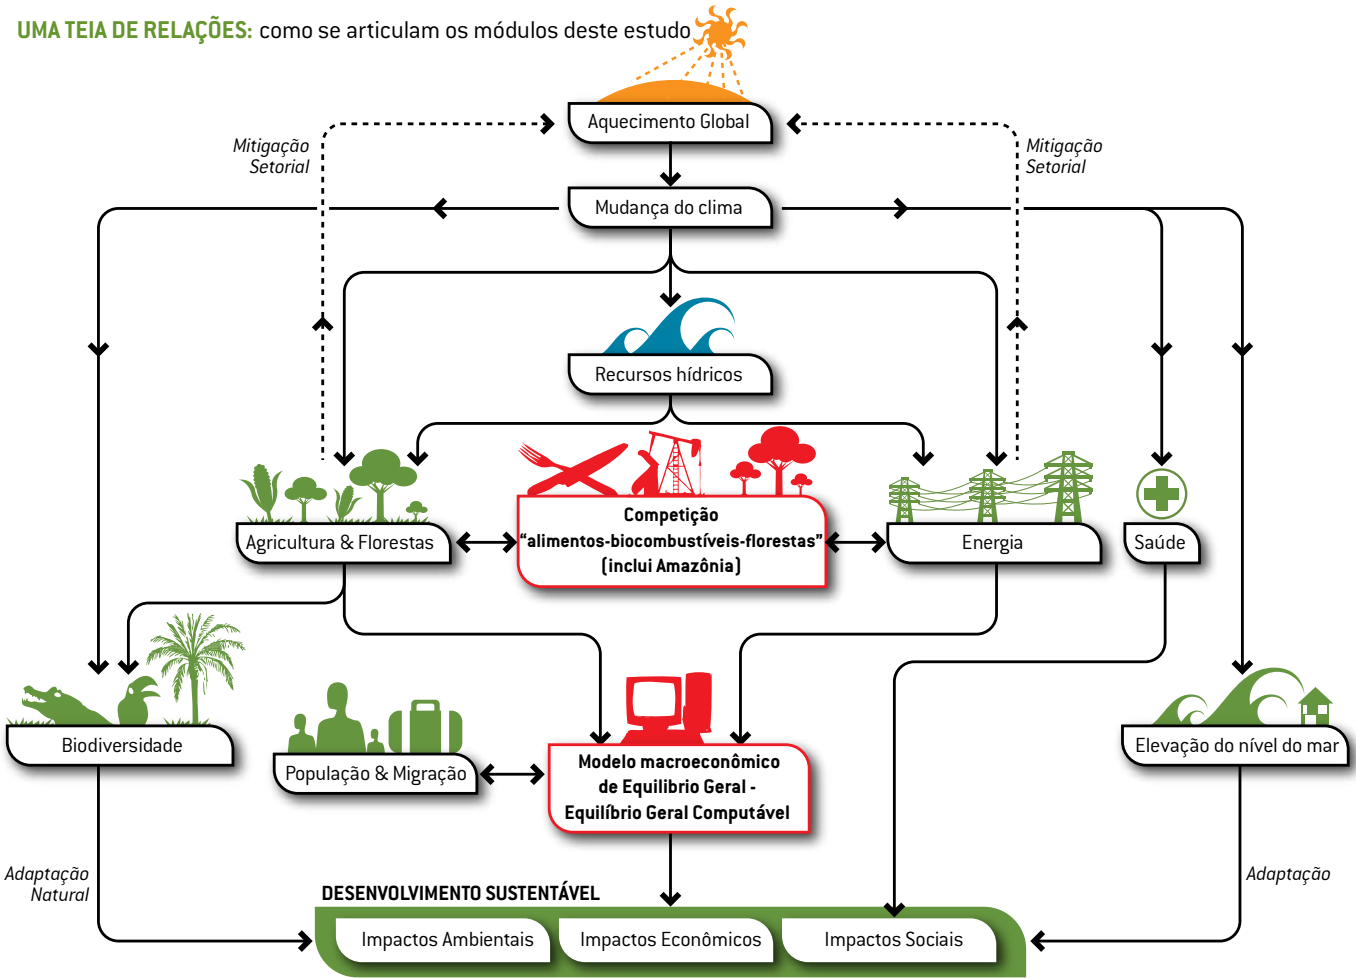 UMA TEIA DE RELAÇÕES: como se articulam os módulos deste estudo
Aquecimento Global
Mitigação
Setorial
Mitigação
Setorial
Mudança do clima
Recursos hídricos
Agricultura & Florestas
Competição
“alimentos-biocombustíveis-florestas”
(inclui Amazônia)
Energia
Saúde
Biodiversidade
População & Migração
Modelo macroeconômico
de Equilibrio Geral -
Equilíbrio Geral Computável
Elevação do nível do mar
Adaptação
Natural
Adaptação
DESENVOLVIMENTO SUSTENTÁVEL
Impactos Ambientais
Impactos Econômicos
Impactos Sociais